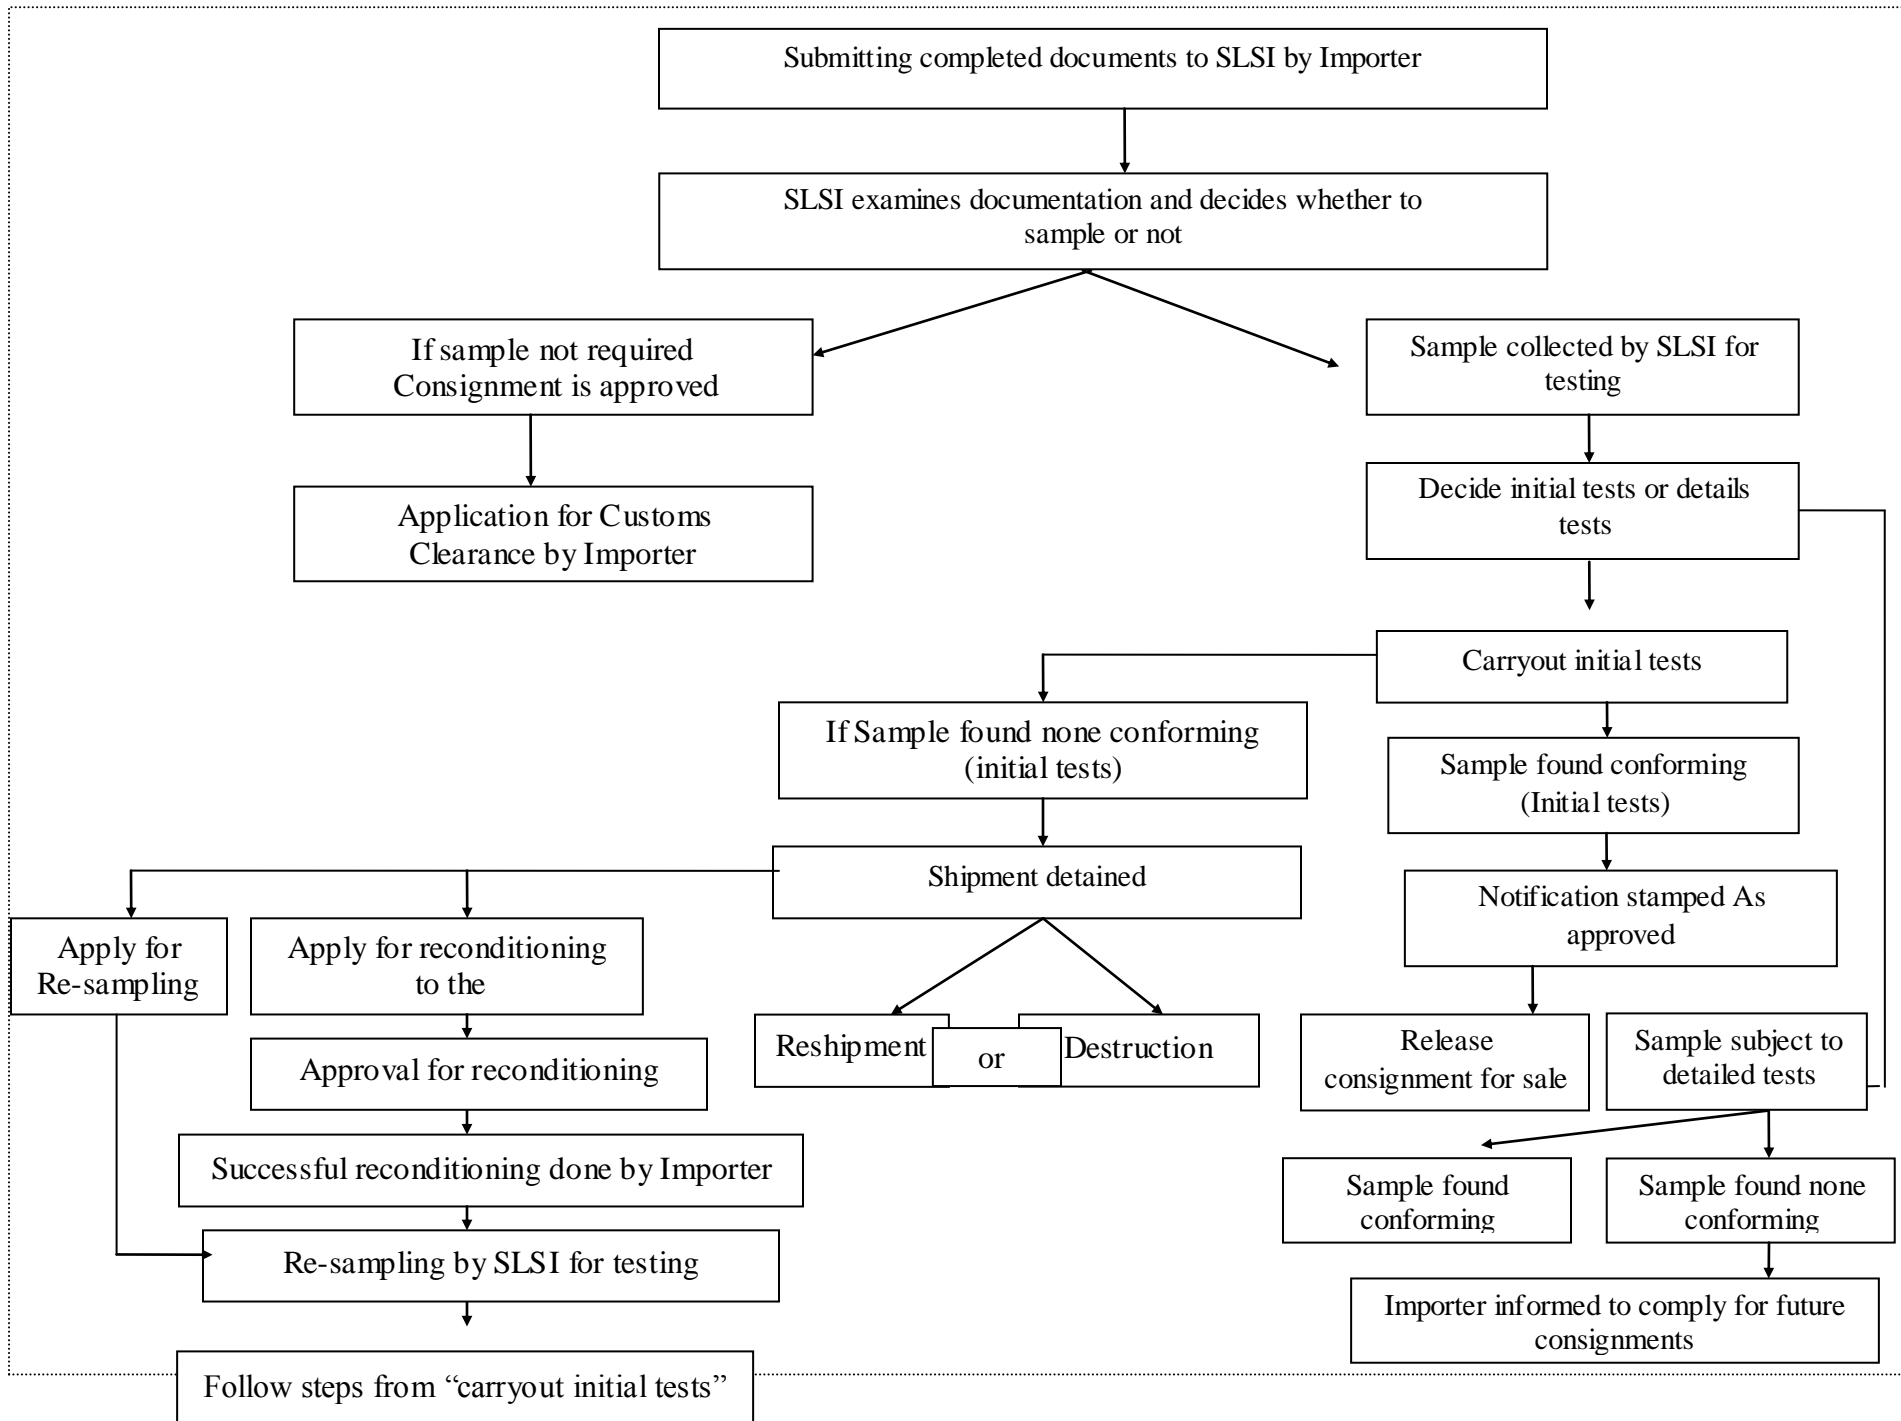 Submitting completed documents to SLSI by Importer
SLSI examines documentation and decides whether to
sample or not
If sample not required
Consignment is approved
Sample collected by SLSI for
testing
Application for Customs
Clearance by Importer
Decide initial tests or details
tests
Carryout initial tests
If Sample found none conforming
(initial tests)
Sample found conforming
(Initial tests)
Shipment detained
Notification stamped As
approved
Apply for
Re-sampling
Apply for reconditioning
to the
Reshipment
or
Destruction
Release
consignment for sale
Sample subject to
detailed tests
Approval for reconditioning
Successful reconditioning done by Importer
Sample found
conforming
Sample found none
conforming
Re-sampling by SLSI for testing
Importer informed to comply for future
consignments
Follow steps from “carryout initial tests”